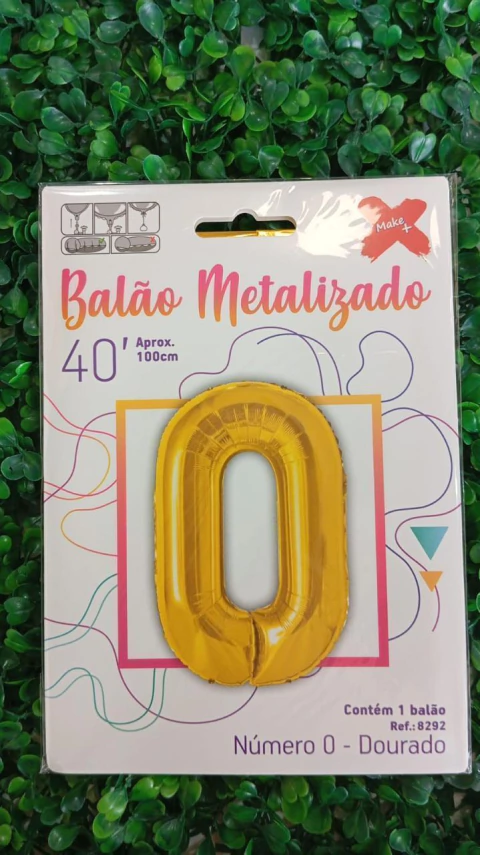 Make
+
Balão Metalizado
40' Aprox.
100cm
Contém 1 balão
Ref.: 8292
Número 0 - Dourado